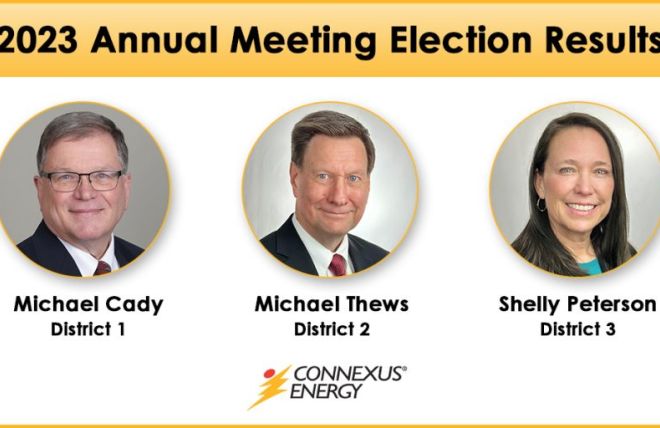 2023 Annual Meeting Election Results
Michael Cady
District 1
Michael Thews
District 2
Shelly Peterson
District 3
CONNEXUS®
ENERGY